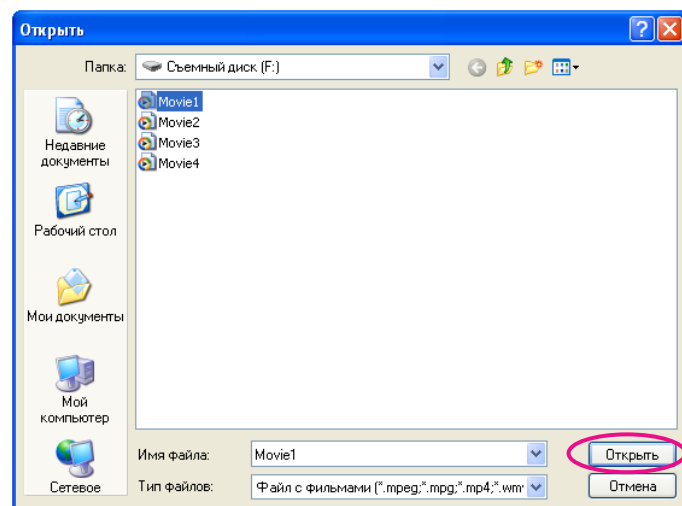 Открыть
Папка: Съемный диск (F:)
Movie1
Movie2
Movie3
Movie4
Недавние
документы
Рабочий стол
Мои документы
Мой
компьютер
Сетевое
Имя файла: Movie1 Открыть
Тип файлов: Файл с фильмами (*.mpeg;*.mpg;*.mp4;*.wm Отмена